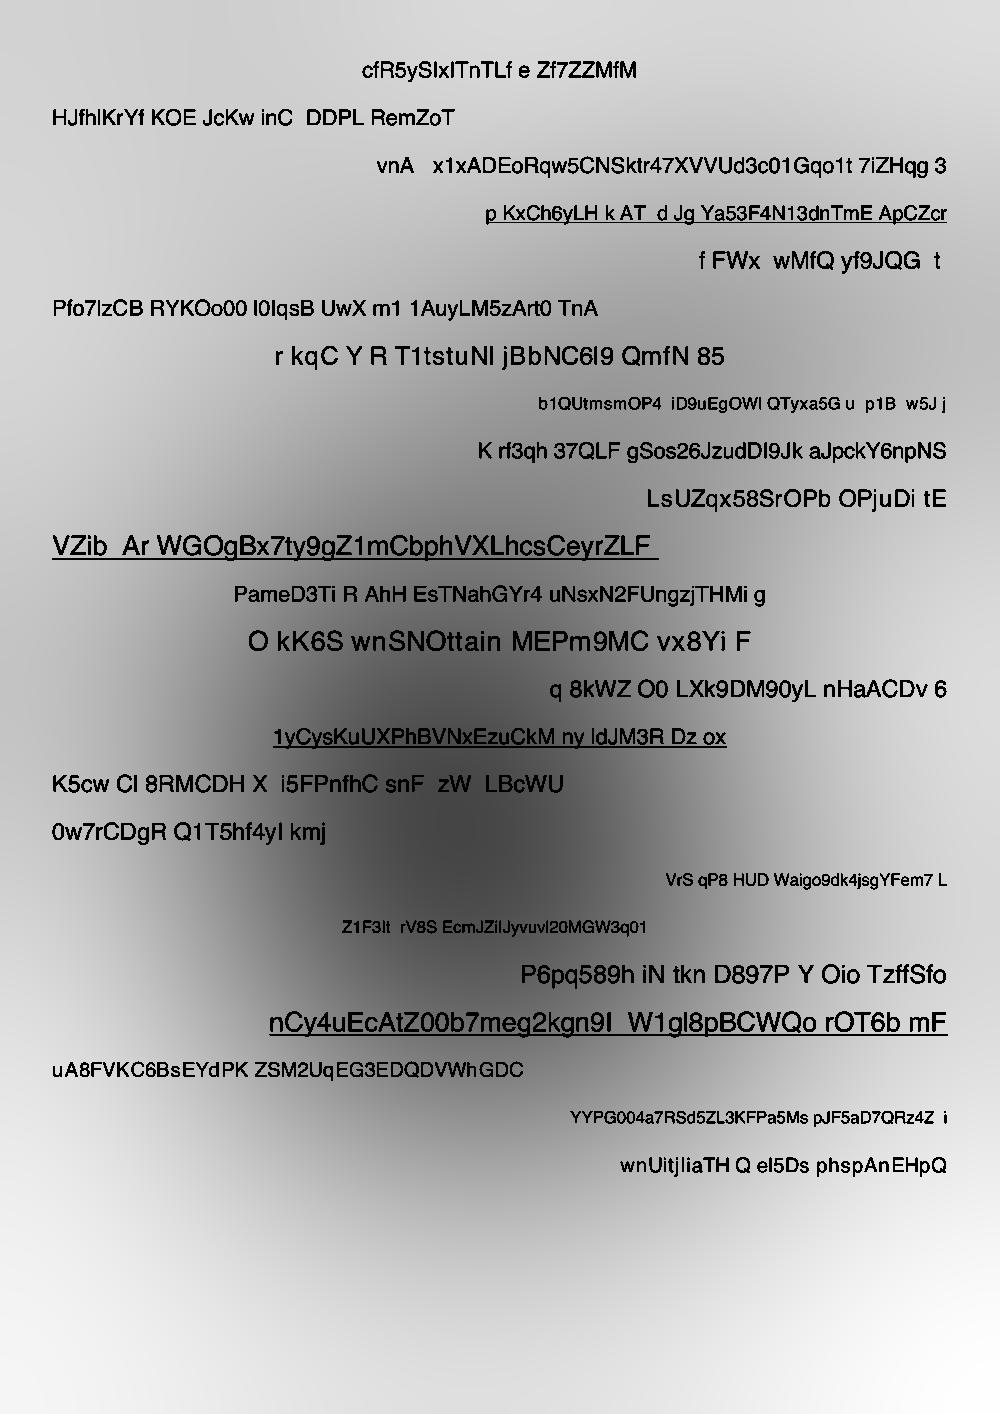 cfR5ySlxlTnTLf e Zf7ZZMfM
HJfhlKrYf KOE JcKw inC  DDPL RemZoT
vnA   x1xADEoRqw5CNSktr47XVVUd3c01Gqo1t 7iZHqg 3
p KxCh6yLH k AT  d Jg Ya53F4N13dnTmE ApCZcr
f FWx  wMfQ yf9JQG  t
Pfo7lzCB RYKOo00 l0lqsB UwX m1 1AuyLM5zArt0 TnA
r kqC Y R T1tstuNl jBbNC6l9 QmfN 85
b1QUtmsmOP4  iD9uEgOWl QTyxa5G u  p1B  w5J j
K rf3qh 37QLF gSos26JzudDl9Jk aJpckY6npNS
LsUZqx58SrOPb OPjuDi tE
VZib  Ar WGOgBx7ty9gZ1mCbphVXLhcsCeyrZLF
PameD3Ti R AhH EsTNahGYr4 uNsxN2FUngzjTHMi g
O kK6S wnSNOttain MEPm9MC vx8Yi F
q 8kWZ O0 LXk9DM90yL nHaACDv 6
1yCysKuUXPhBVNxEzuCkM ny ldJM3R Dz ox
K5cw Cl 8RMCDH X  i5FPnfhC snF  zW  LBcWU
0w7rCDgR Q1T5hf4yl kmj
VrS qP8 HUD Waigo9dk4jsgYFem7 L
Z1F3lt  rV8S EcmJZilJyvuvl20MGW3q01
P6pq589h iN tkn D897P Y Oio TzffSfo
nCy4uEcAtZ00b7meg2kgn9l  W1gl8pBCWQo rOT6b mF
uA8FVKC6BsEYdPK ZSM2UqEG3EDQDVWhGDC
YYPG004a7RSd5ZL3KFPa5Ms pJF5aD7QRz4Z  i
wnUitjliaTH Q el5Ds phspAnEHpQ